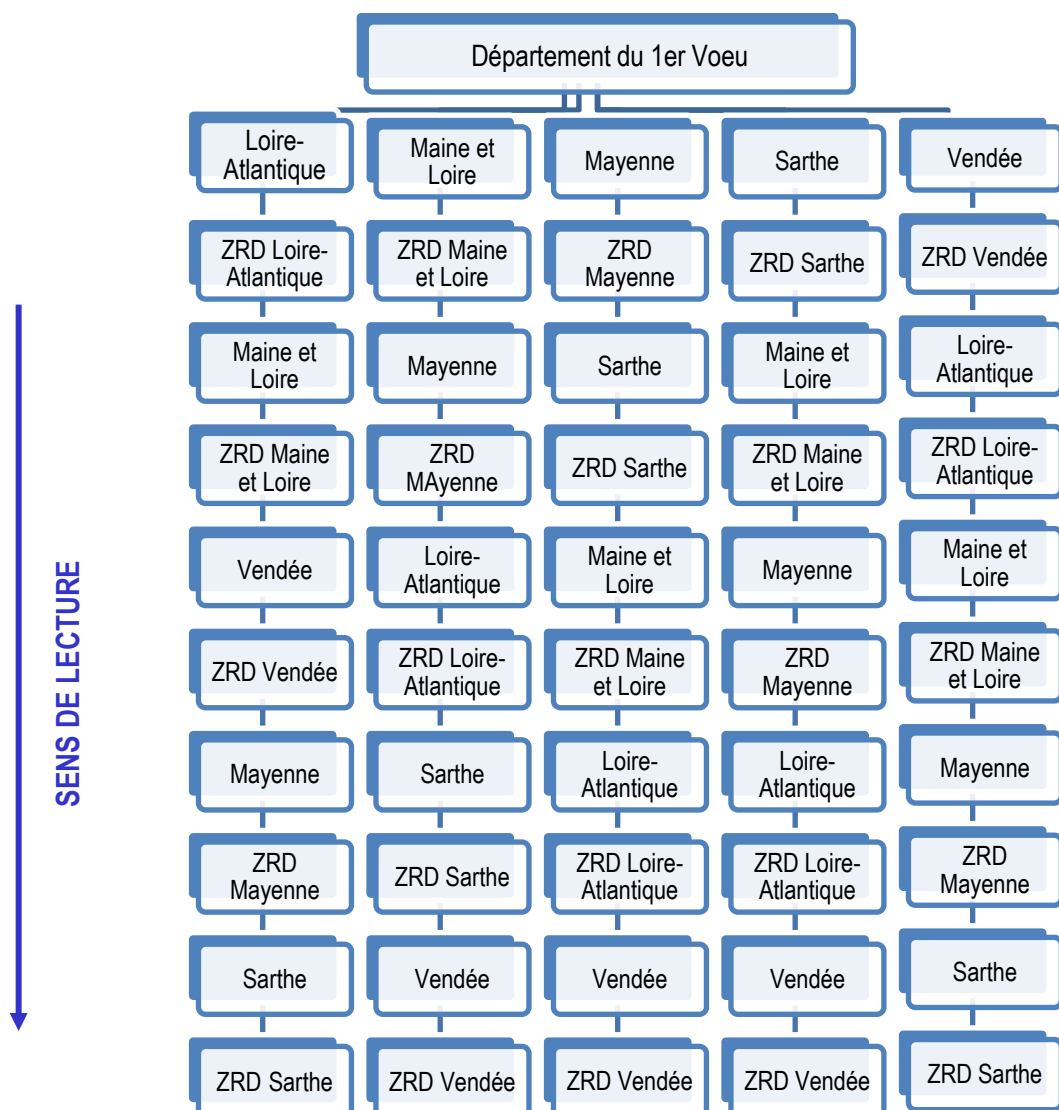 Département du 1er Voeu
Loire-
Atlantique
Maine et
Loire
Mayenne
Sarthe
Vendée
ZRD Loire-
Atlantique
ZRD Maine
et Loire
ZRD
Mayenne
ZRD Sarthe
ZRD Vendée
Maine et
Loire
Mayenne
Sarthe
Maine et
Loire
Loire-
Atlantique
ZRD Maine
et Loire
ZRD
MAyenne
ZRD Sarthe
ZRD Maine
et Loire
ZRD Loire-
Atlantique
Vendée
Loire-
Atlantique
Maine et
Loire
Mayenne
Maine et
Loire
ZRD Vendée
ZRD Loire-
Atlantique
ZRD Maine
et Loire
ZRD
Mayenne
ZRD Maine
et Loire
Mayenne
Sarthe
Loire-
Atlantique
Loire-
Atlantique
Mayenne
ZRD
Mayenne
ZRD Sarthe
ZRD Loire-
Atlantique
ZRD Loire-
Atlantique
ZRD
Mayenne
Sarthe
Vendée
Vendée
Vendée
Sarthe
ZRD Sarthe
ZRD Vendée
ZRD Vendée
ZRD Vendée
ZRD Sarthe
SENS DE LECTURE